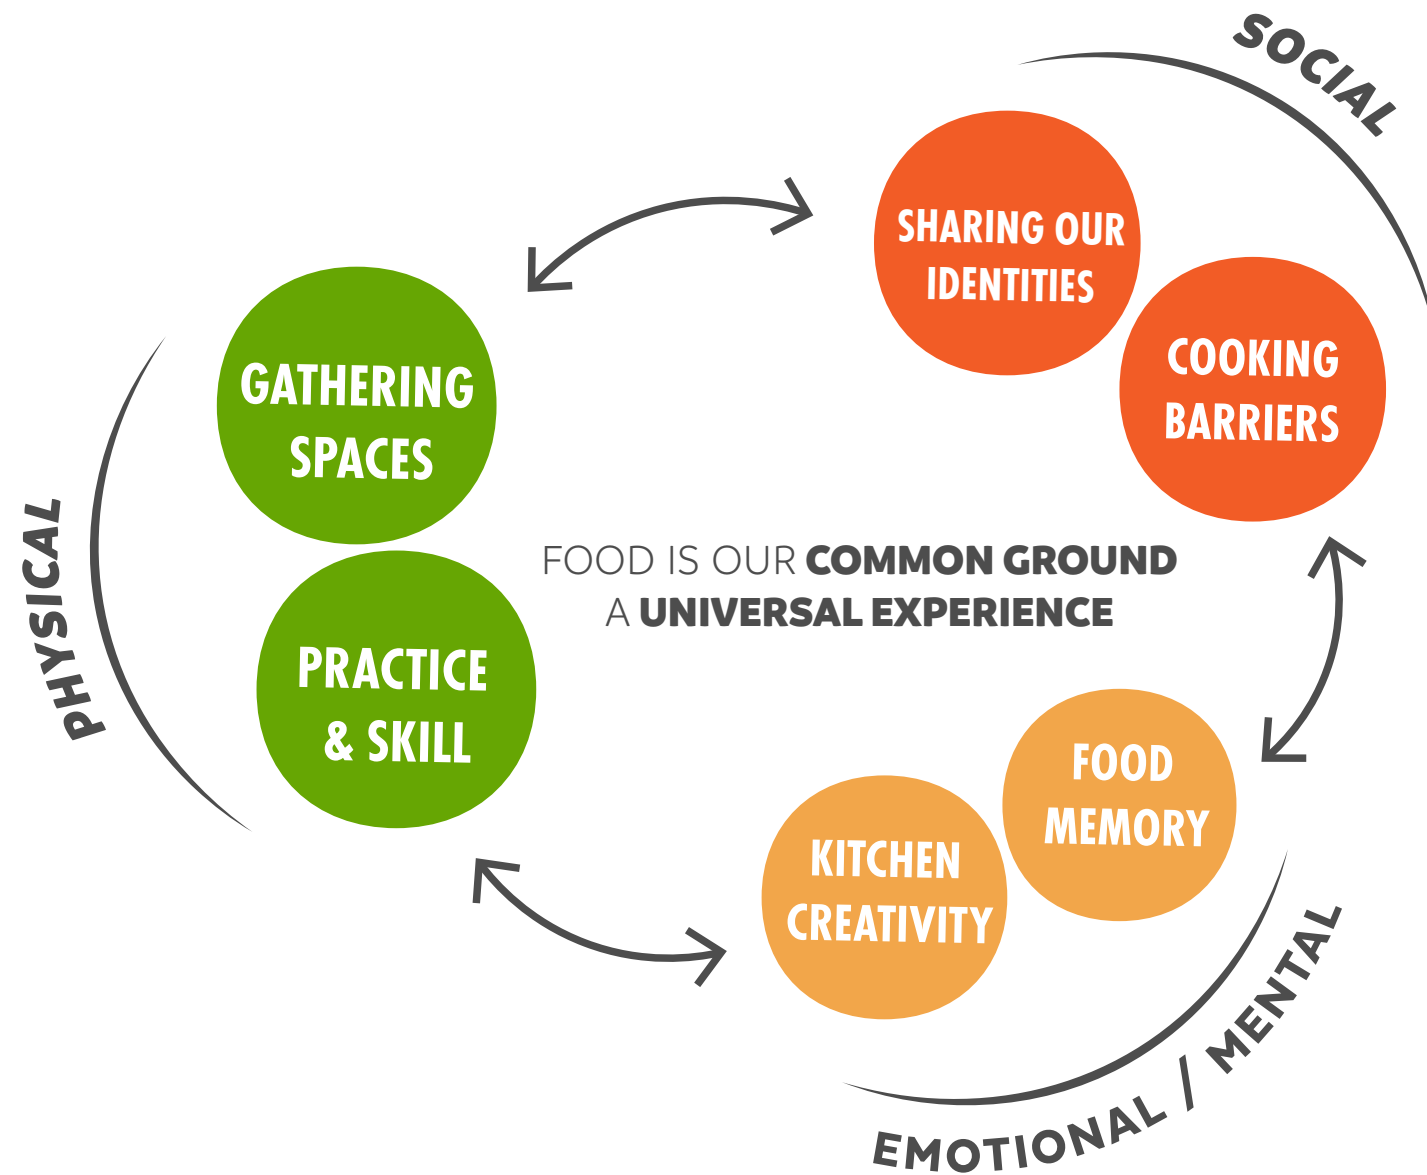 SOCIAL
SHARING OUR
IDENTITIES
COOKING
BARRIERS
GATHERING
SPACES
PHYSICAL
FOOD IS OUR COMMON GROUND
A UNIVERSAL EXPERIENCE
PRACTICE
& SKILL
FOOD
MEMORY
KITCHEN
CREATIVITY
EMOTIONAL / MENTAL